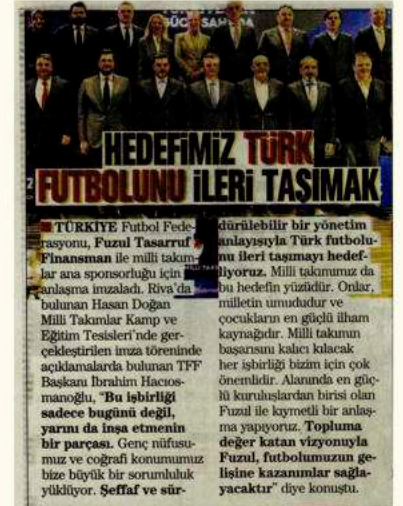 GÜCÜ SAHADA
HEDEFİMİZ TÜRK
FUTBOLUNU İLERİ TAŞIMAK
TÜRKİYE Futbol Fede-
rasyonu, Fuzul Tasarruf
Finansman ile milli takım-
lar ana sponsorluğu için
anlaşma imzaladı. Riva'da
bulunan Hasan Doğan
Milli Takımlar Kamp ve
Eğitim Tesisleri'nde ger-
çekleştirilen imza töreninde
açıklamalarda bulunan TFF
Başkanı İbrahim Hacıos-
manoğlu, "Bu işbirliği
sadece bugünü değil,
yarını da inşa etmenin
bir parçası. Genç nüfusu-
muz ve coğrafi konumumuz
bize büyük bir sorumluluk
yüklüyor. Şeffaf ve sür-
dürülebilir bir yönetim
anlayışıyla Türk futbolu-
nu ileri taşımayı hedef-
liyoruz. Milli takımımız da
bu hedefin yüzüdür. Onlar,
milletin umududur ve
çocukların en güçlü ilham
kaynağıdır. Milli takımın
başarısını kalıcı kılacak
her işbirliği bizim için çok
önemlidir. Alanında en güç-
lü kuruluşlardan birisi olan
Fuzul ile kıymetli bir anlaş-
ma yapıyoruz. Topluma
değer katan vizyonuyla
Fuzul, futbolumuzun ge-
lişine kazanımlar sağla-
yacaktır" diye konuştu.